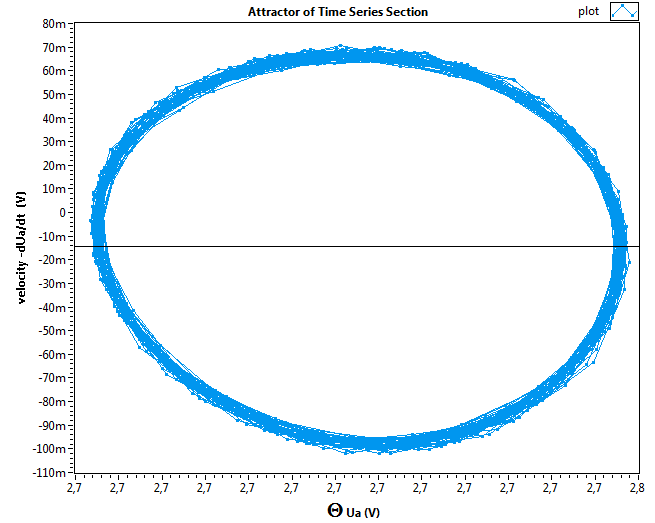 Attractor of Time Series Section
plot
80m
70m
60m
50m
40m
30m
20m
10m
0
-10m
-20m
-30m
-40m
-50m
-60m
-70m
-80m
-90m
-100m
-110m
velocity -dUa/dt (V)
2,7 2,7 2,7 2,7 2,7 2,7 2,7 2,7 2,7 2,7 2,7 2,7 2,7 2,8
Θ Ua (V)